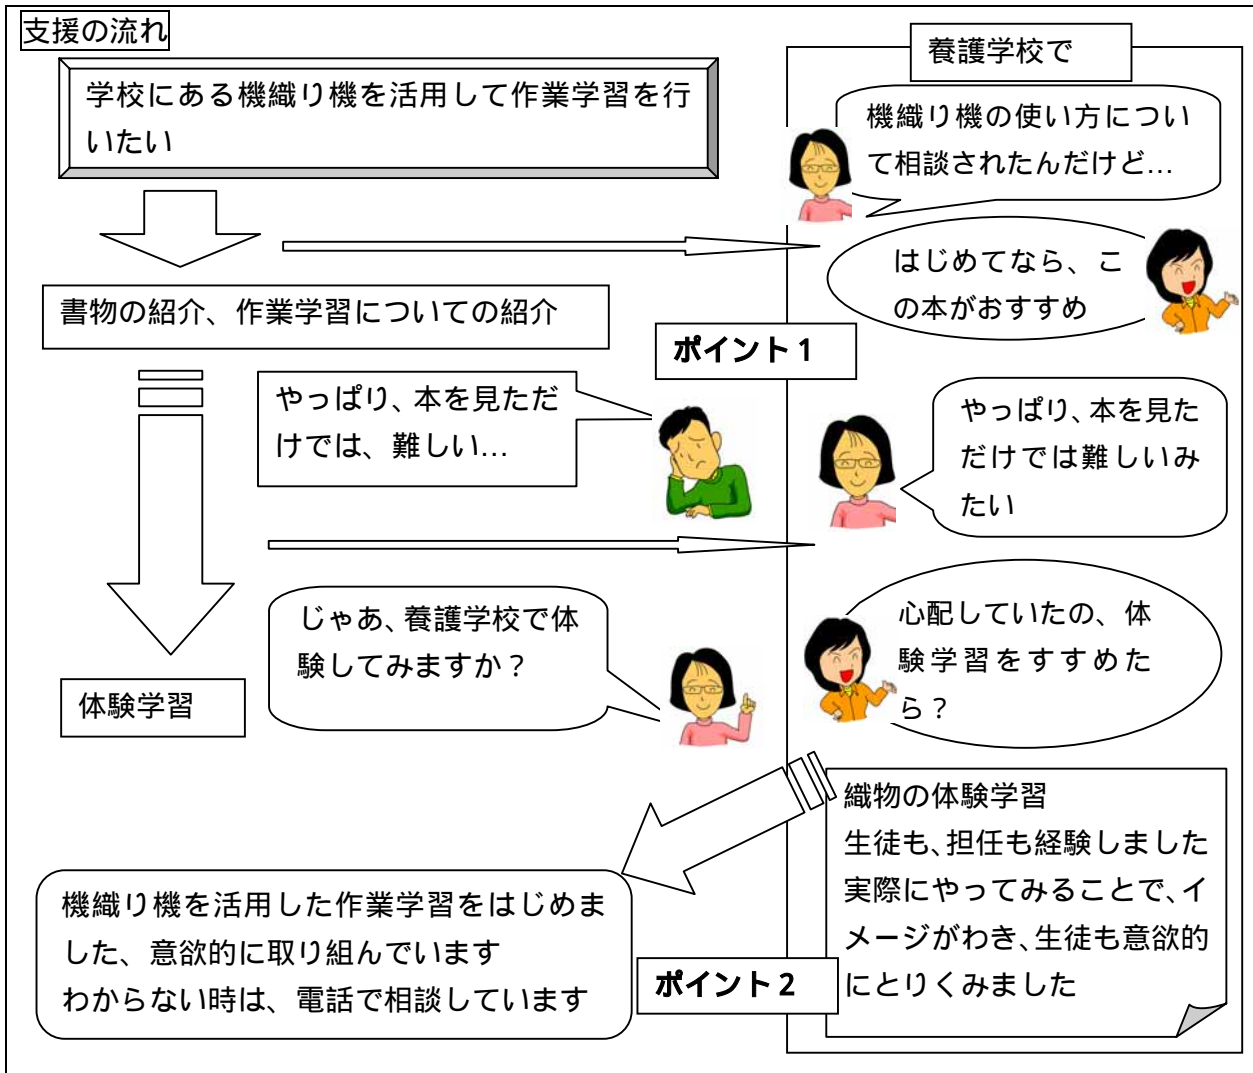 支援の流れ
学校にある機織り機を活用して作業学習を行
いたい
養護学校で
機織り機の使い方につい
て相談されたんだけど…
はじめてなら、こ
の本がおすすめ
書物の紹介、作業学習についての紹介
ポイント1
やっぱり、本を見ただ
けでは、難しい…
やっぱり、本を見た
だけでは難しいみ
たい
じゃあ、養護学校で体
験してみますか？
心配していたの、体
験学習をすすめた
ら？
体験学習
織物の体験学習
生徒も、担任も経験しました
実際にやってみることで、イ
メージがわき、生徒も意欲的
にとりくみました
機織り機を活用した作業学習をはじめま
した、意欲的に取り組んでいます
わからない時は、電話で相談しています
ポイント2